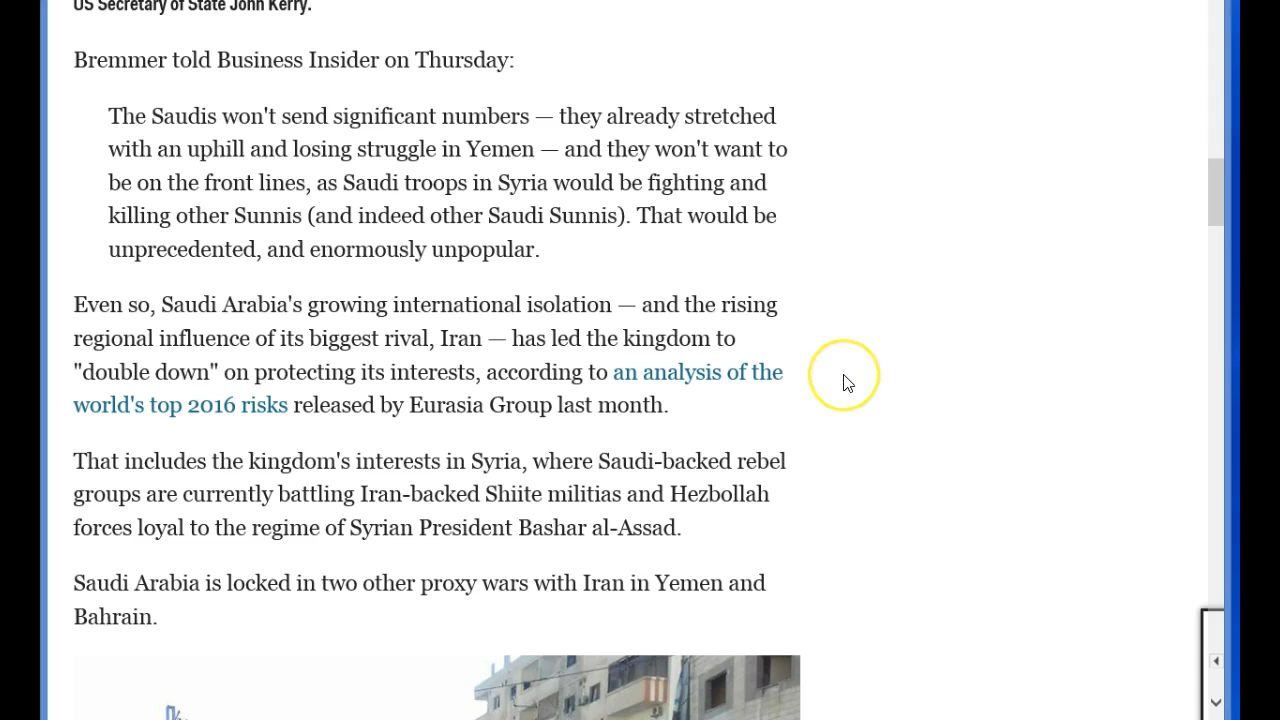 US Secretary of State John Kerry.
Bremmer told Business Insider on Thursday:
The Saudis won't send significant numbers — they already stretched
with an uphill and losing struggle in Yemen — and they won't want to
be on the front lines, as Saudi troops in Syria would be fighting and
killing other Sunnis (and indeed other Saudi Sunnis). That would be
unprecedented, and enormously unpopular.
Even so, Saudi Arabia's growing international isolation — and the rising
regional influence of its biggest rival, Iran — has led the kingdom to
"double down" on protecting its interests, according to an analysis of the
world's top 2016 risks released by Eurasia Group last month.
That includes the kingdom's interests in Syria, where Saudi-backed rebel
groups are currently battling Iran-backed Shiite militias and Hezbollah
forces loyal to the regime of Syrian President Bashar al-Assad.
Saudi Arabia is locked in two other proxy wars with Iran in Yemen and
Bahrain.